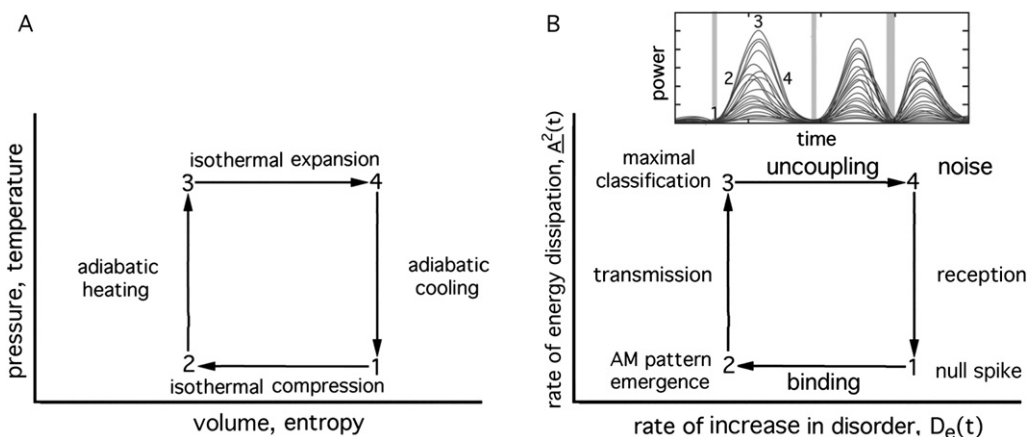 A
pressure, temperature
isothermal expansion
3
4
adiabatic
heating
adiabatic
cooling
2
1
isothermal compression
volume, entropy
B
power
3
2
4
1
time
rate of energy dissipation, A²(t)
maximal
classification
uncoupling
noise
3
4
transmission
reception
AM pattern
emergence
2
1
null spike
binding
rate of increase in disorder, Dₑ(t)